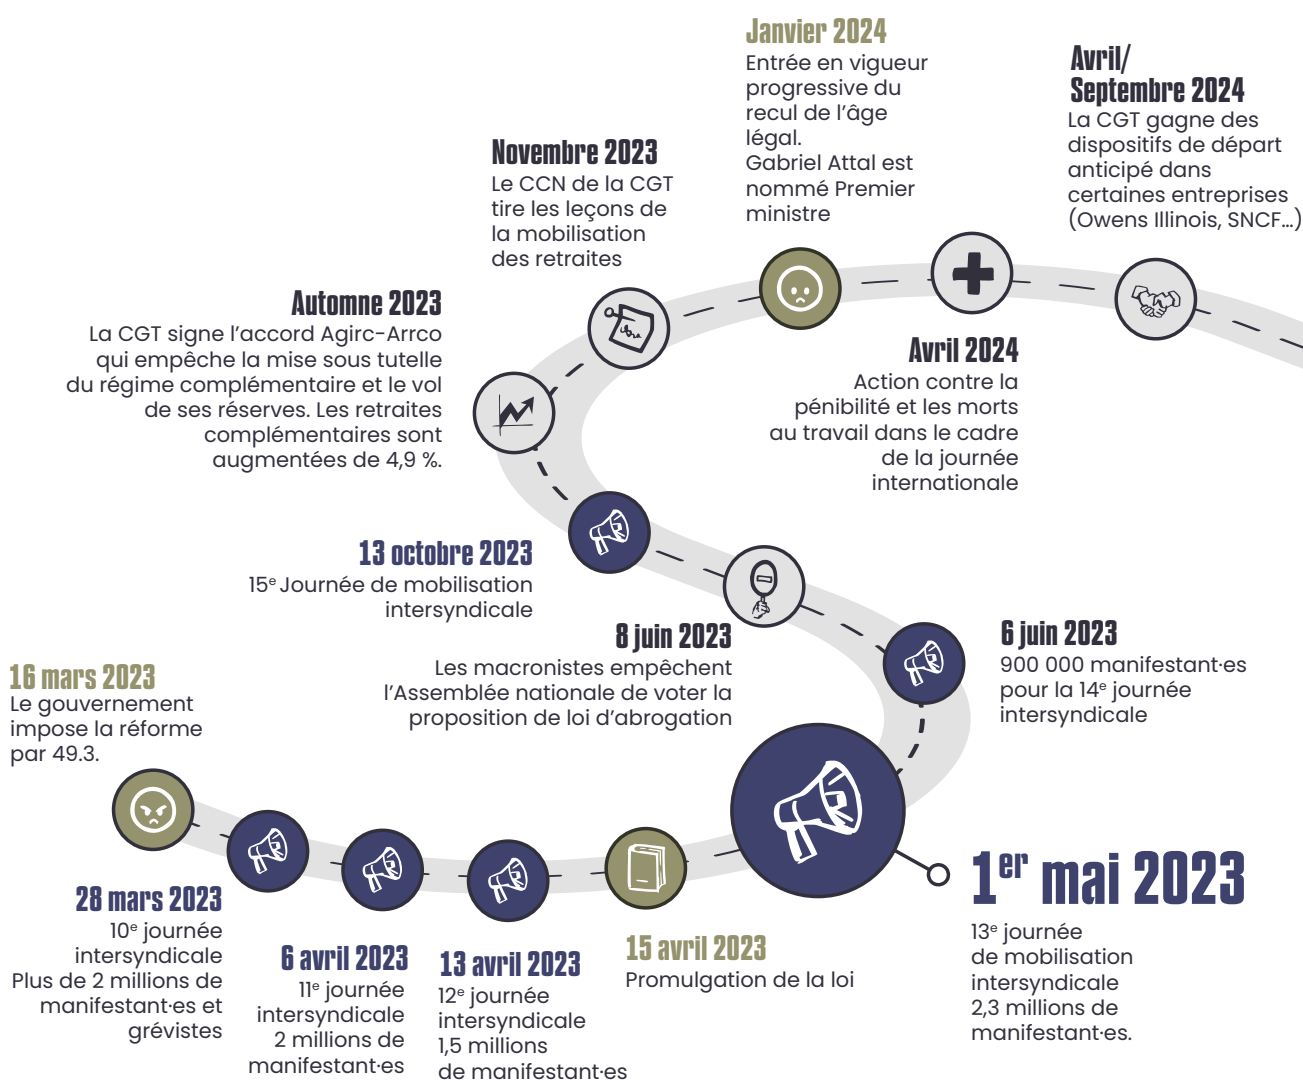 16 mars 2023
Le gouvernement
impose la réforme
par 49.3.
28 mars 2023
10e journée
intersyndicale
Plus de 2 millions de
manifestant·es et
grévistes
6 avril 2023
11e journée
intersyndicale
2 millions de
manifestant·es
13 avril 2023
12e journée
intersyndicale
1,5 millions
de manifestant·es
15 avril 2023
Promulgation de la loi
1er mai 2023
13e journée
de mobilisation
intersyndicale
2,3 millions de
manifestant·es.
6 juin 2023
900 000 manifestant·es
pour la 14e journée
intersyndicale
8 juin 2023
Les macronistes empêchent
l’Assemblée nationale de voter la
proposition de loi d’abrogation
13 octobre 2023
15e Journée de mobilisation
intersyndicale
Automne 2023
La CGT signe l’accord Agirc-Arrco
qui empêche la mise sous tutelle
du régime complémentaire et le vol
de ses réserves. Les retraites
complémentaires sont
augmentées de 4,9 %.
Novembre 2023
Le CCN de la CGT
tire les leçons de
la mobilisation
des retraites
Janvier 2024
Entrée en vigueur
progressive du
recul de l’âge
légal.
Gabriel Attal est
nommé Premier
ministre
Avril 2024
Action contre la
pénibilité et les morts
au travail dans le cadre
de la journée
internationale
Avril/
Septembre 2024
La CGT gagne des
dispositifs de départ
anticipé dans
certaines entreprises
(Owens Illinois, SNCF…)